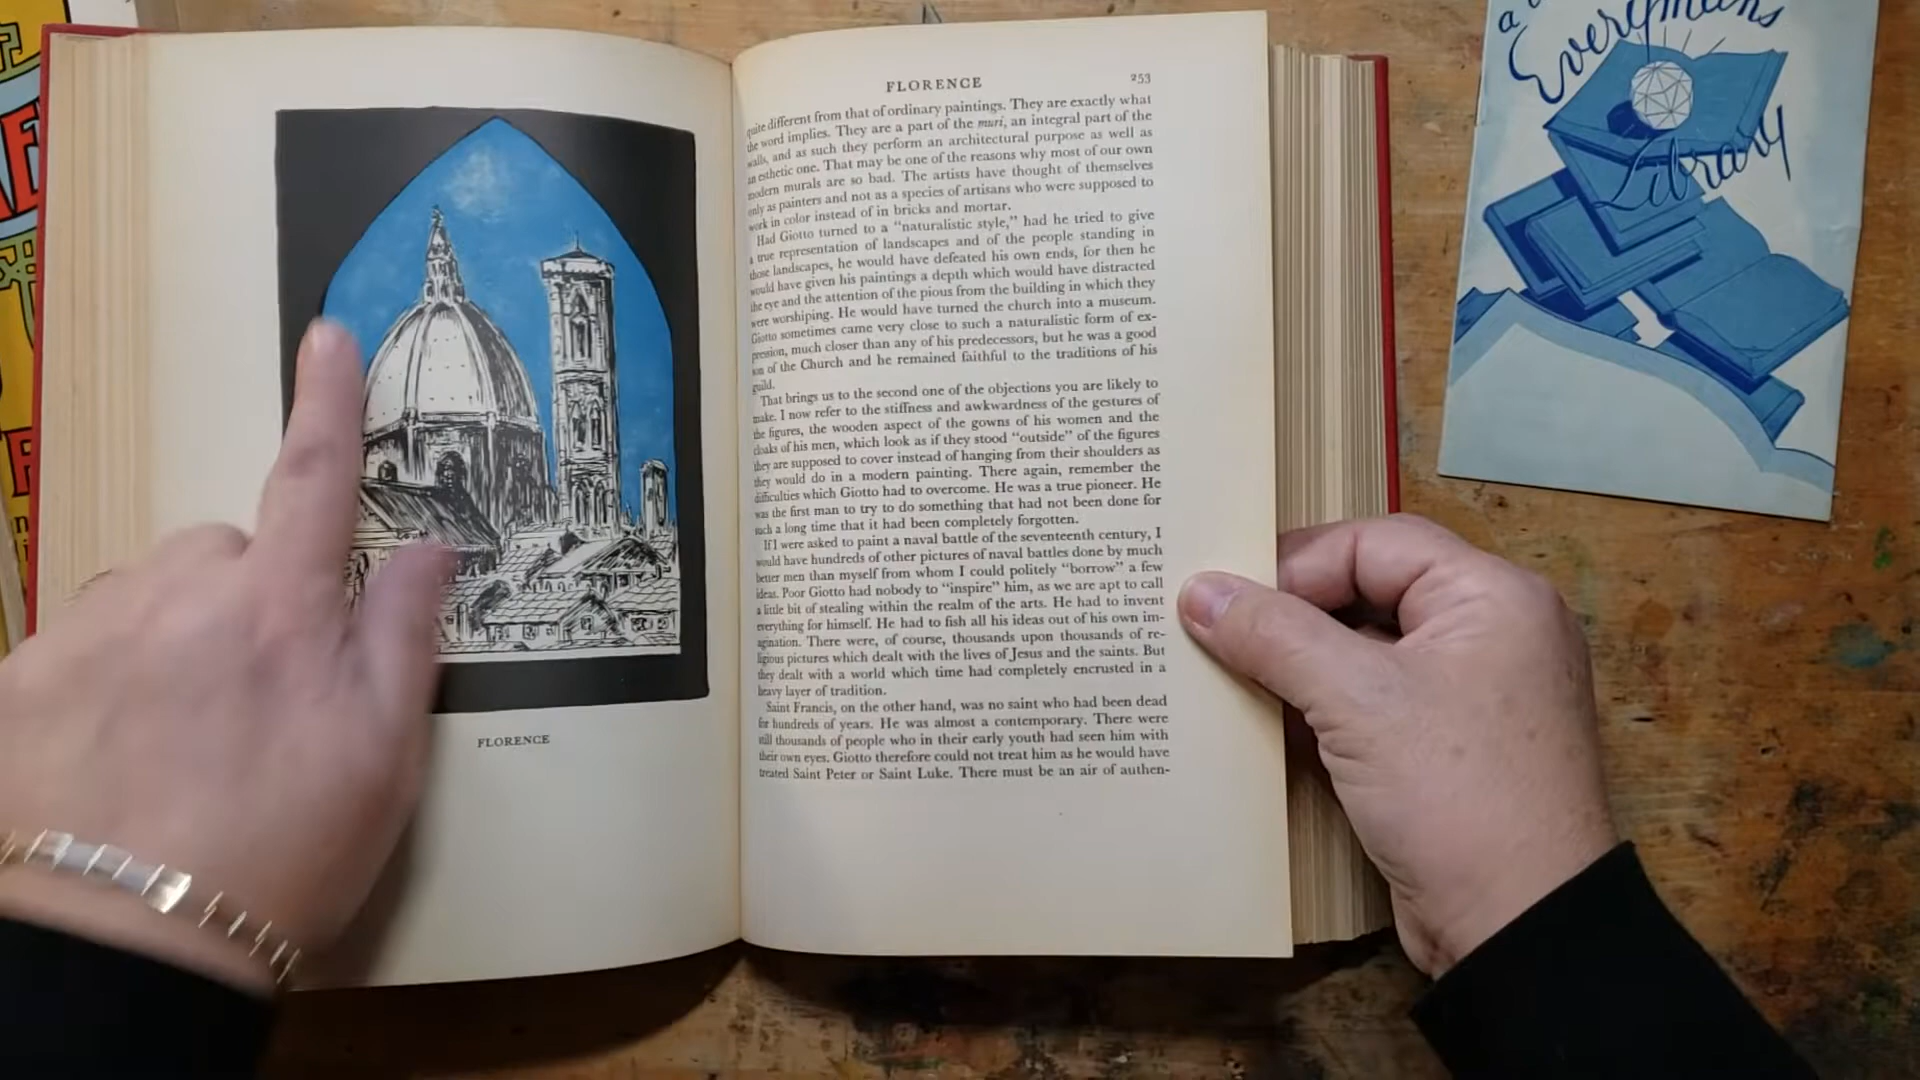 FLORENCE
FLORENCE 253
quite different from that of ordinary paintings. They are exactly what
the word implies. They are a part of the muri, an integral part of the
walls, and as such they perform an architectural purpose as well as
an esthetic one. That may be one of the reasons why most of our own
modern murals are so bad. The artists have thought of themselves
only as painters and not as a species of artisans who were supposed to
work in color instead of in bricks and mortar.
Had Giotto turned to a “naturalistic style,” had he tried to give
a true representation of landscapes and of the people standing in
those landscapes, he would have defeated his own ends, for then he
would have given his paintings a depth which would have distracted
the eye and the attention of the pious from the building in which they
were worshiping. He would have turned the church into a museum.
Giotto sometimes came very close to such a naturalistic form of ex-
pression, much closer than any of his predecessors, but he was a good
son of the Church and he remained faithful to the traditions of his
guild.
That brings us to the second one of the objections you are likely to
make. I now refer to the stiffness and awkwardness of the gestures of
the figures, the wooden aspect of the gowns of his women and the
cloaks of his men, which look as if they stood “outside” of the figures
they are supposed to cover instead of hanging from their shoulders as
they would do in a modern painting. There again, remember the
difficulties which Giotto had to overcome. He was a true pioneer. He
was the first man to try to do something that had not been done for
such a long time that it had been completely forgotten.
If I were asked to paint a naval battle of the seventeenth century, I
would have hundreds of other pictures of naval battles done by much
better men than myself from whom I could politely “borrow” a few
ideas. Poor Giotto had nobody to “inspire” him, as we are apt to call
a little bit of stealing within the realm of the arts. He had to invent
everything for himself. He had to fish all his ideas out of his own im-
agination. There were, of course, thousands upon thousands of re-
ligious pictures which dealt with the lives of Jesus and the saints. But
they dealt with a world which time had completely encrusted in a
heavy layer of tradition.
Saint Francis, on the other hand, was no saint who had been dead
for hundreds of years. He was almost a contemporary. There were
still thousands of people who in their early youth had seen him with
their own eyes. Giotto therefore could not treat him as he would have
treated Saint Peter or Saint Luke. There must be an air of authen-
a
Everyman's
Library